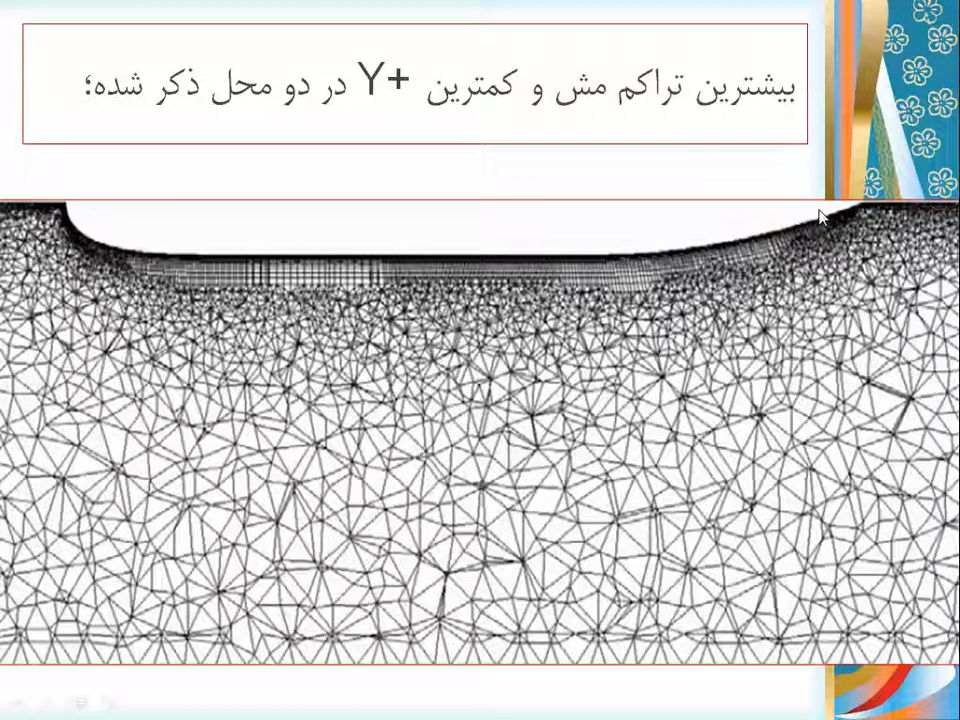 بیشترین تراکم مش و کمترین Y+ در دو محل ذکر شده؛